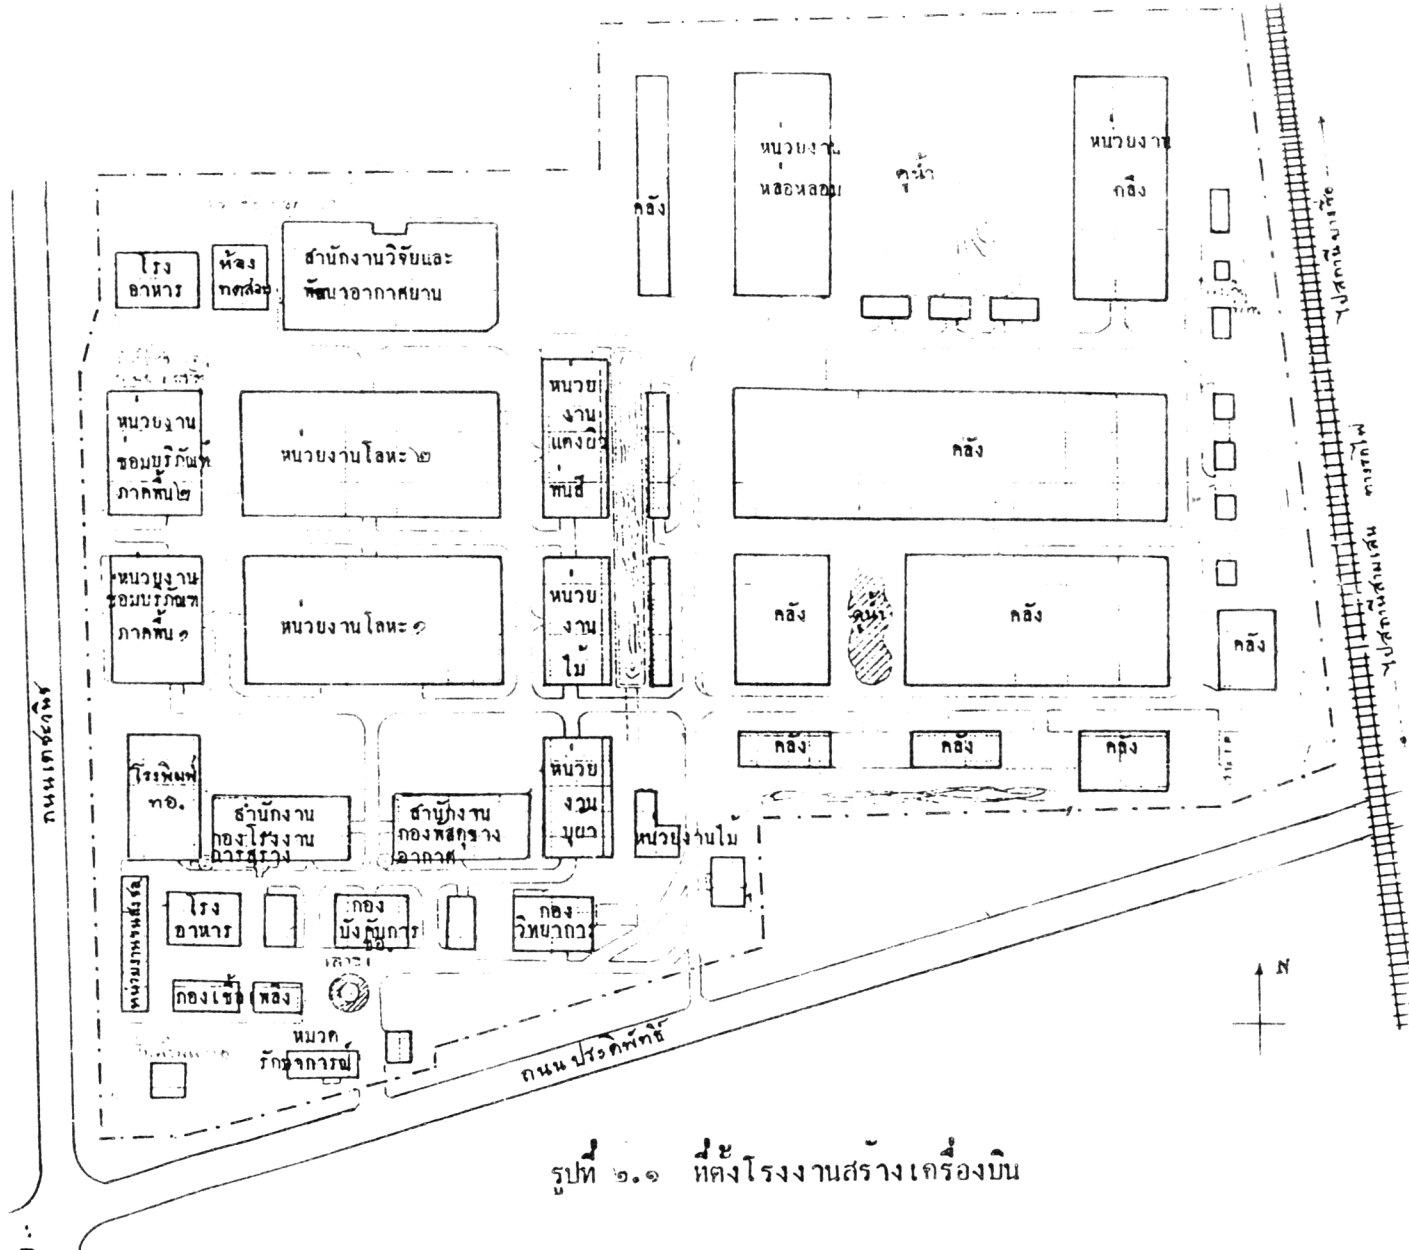 คลัง
หน่วยงาน
หล่อหลอม
คูน้ำ
หน่วยงาน
กลึง
โรง
อาหาร
ห้อง
ทดสอบ
สำนักงานวิจัยและ
พัฒนาอากาศยาน
ไปสถานีบางซื่อ
หน่วยงาน
ซ่อมบริภัณฑ์
ภาคพื้น๒
หน่วยงานโลหะ ๒
หน่วย
งาน
แต่งผิว
พ่นสี
คลัง
ทางรถไฟ
ไปสถานีสามเสน
หน่วยงาน
ซ่อมบริภัณฑ์
ภาคพื้น๑
หน่วยงานโลหะ๑
หน่วย
งาน
ไม้
คลัง
คูน้ำ
คลัง
คลัง
ถนนเตชะวนิช
โรงพิมพ์
ทอ.
สำนักงาน
กองโรงงาน
การสร้าง
สำนักงาน
กองพัสดุช่าง
อากาศ
หน่วย
งาน
บุผ้า
หน่วยงานไม้
คลัง
คลัง
คลัง
หน่วยงานขนส่ง
โรง
อาหาร
กอง
บังคับการ
ชอ.
กอง
วิทยาการ
กองเชื้อเพลิง
หมวด
รักษาการณ์
ถนนประดิพัทธิ์
N
รูปที่ ๒.๑ ที่ตั้งโรงงานสร้างเครื่องบิน